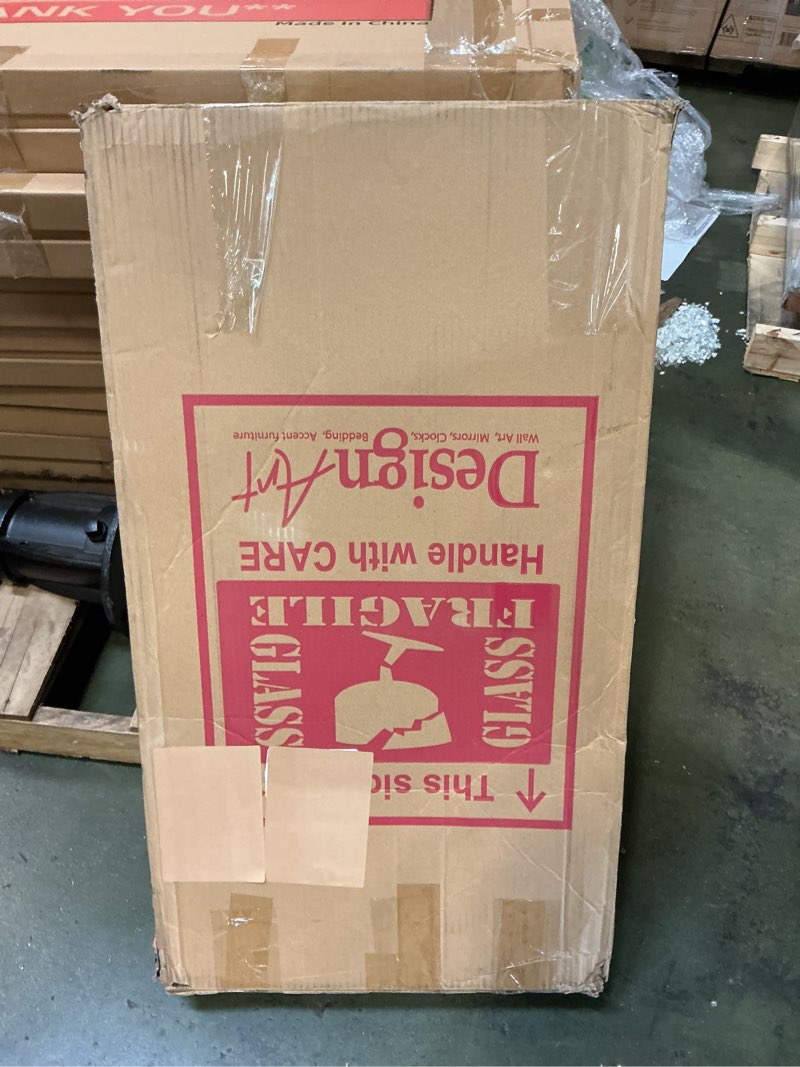 ANK YOU**
Made in China
This sid
GLASS
GLASS
FRAGILE
Handle with CARE
DesignArt
Wall Art, Mirrors, Clocks, Bedding, Accent furniture